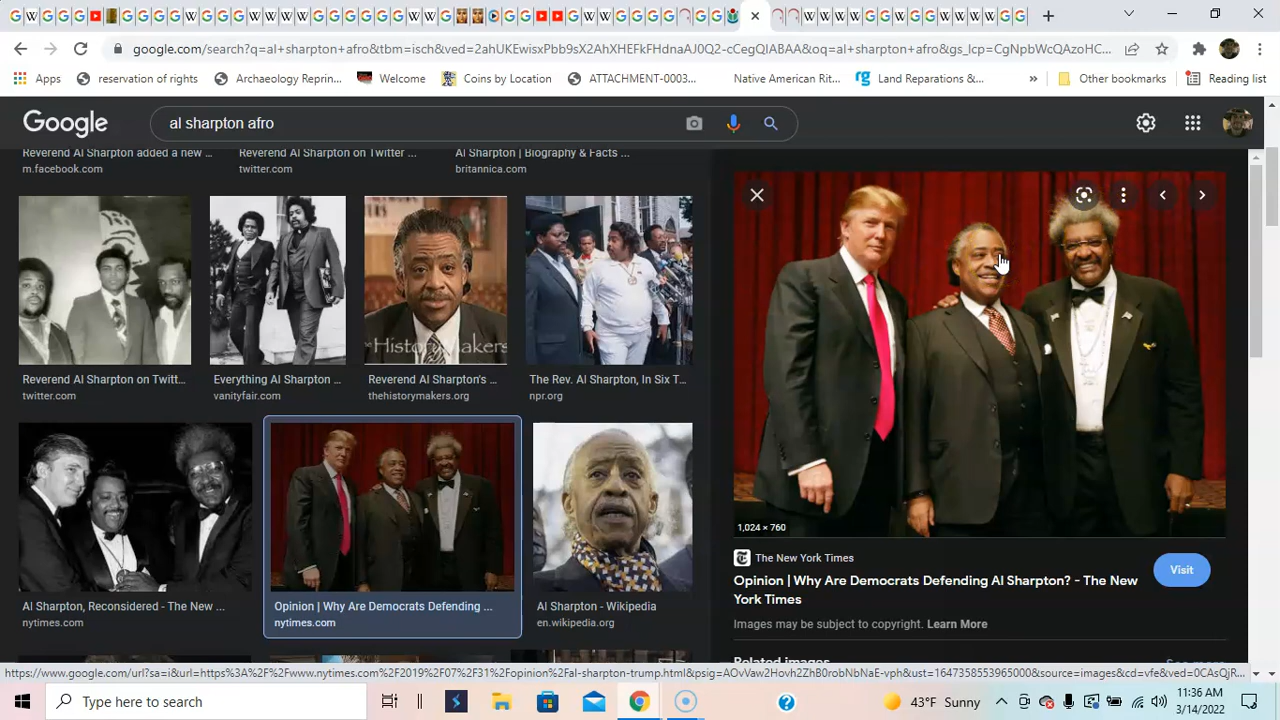 google.com/search?q=al+sharpton+afro&tbm=isch&ved=2ahUKEwisxPbb9sX2AhXHEFkFHdnaAJ0Q2-cCegQIABAA&oq=al+sharpton+afro&gs_lcp=CgNpbWcQAzoHC...
Apps
reservation of rights
Archaeology Reprin...
Welcome
Coins by Location
ATTACHMENT-0003...
Native American Rit...
Land Reparations &...
»
Other bookmarks
Reading list
Google
al sharpton afro
Reverend Al Sharpton added a new ...
m.facebook.com
Reverend Al Sharpton on Twitter ...
twitter.com
Al Sharpton | Biography & Facts ...
britannica.com
HistoryMakers
Reverend Al Sharpton on Twitt...
twitter.com
Everything Al Sharpton ...
vanityfair.com
Reverend Al Sharpton's ...
thehistorymakers.org
The Rev. Al Sharpton, In Six T...
npr.org
Al Sharpton, Reconsidered - The New ...
nytimes.com
Opinion | Why Are Democrats Defending ...
nytimes.com
Al Sharpton - Wikipedia
en.wikipedia.org
1,024 × 760
The New York Times
Visit
Opinion | Why Are Democrats Defending Al Sharpton? - The New
York Times
Images may be subject to copyright. Learn More
Related images
Type here to search
43°F Sunny
11:36 AM
3/14/2022